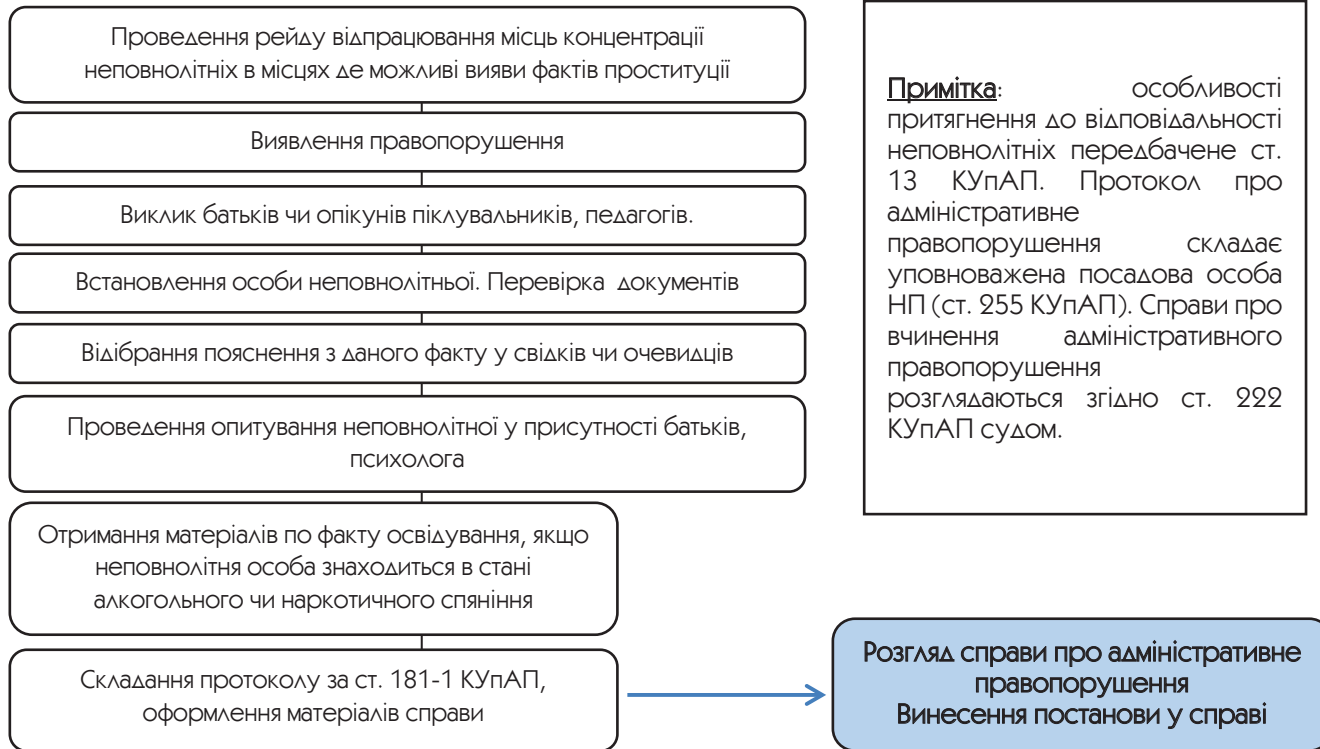 Проведення рейду відпрацювання місць концентрації
неповнолітніх в місцях де можливі вияви фактів проституції
Виявлення правопорушення
Виклик батьків чи опікунів піклувальників, педагогів.
Встановлення особи неповнолітньої. Перевірка документів
Відібрання пояснення з даного факту у свідків чи очевидців
Проведення опитування неповнолітної у присутності батьків,
психолога
Отримання матеріалів по факту освідування, якщо
неповнолітня особа знаходиться в стані
алкогольного чи наркотичного спяніння
Складання протоколу за ст. 181-1 КУпАП,
оформлення матеріалів справи
Примітка: особливості
притягнення до відповідальності
неповнолітніх передбачене ст.
13 КУпАП. Протокол про
адміністративне
правопорушення складає
уповноважена посадова особа
НП (ст. 255 КУпАП). Справи про
вчинення адміністративного
правопорушення
розглядаються згідно ст. 222
КУпАП судом.
Розгляд справи про адміністративне
правопорушення
Винесення постанови у справі